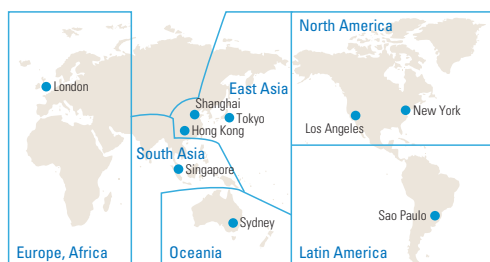 North America
London
East Asia
Shanghai
Tokyo
New York
Los Angeles
Hong Kong
South Asia
Singapore
Sao Paulo
Sydney
Europe, Africa
Oceania
Latin America